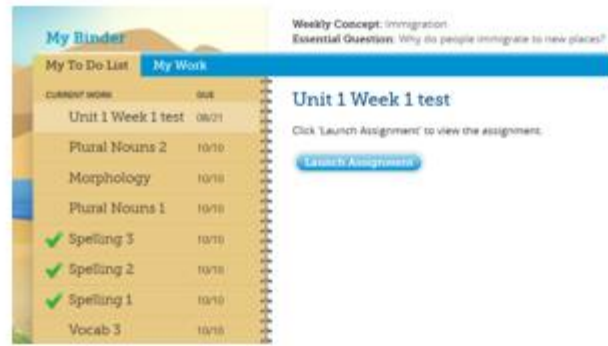 My Binder
Weekly Concept: Immigration
Essential Question: Why do people immigrate to new places?
My To Do List
My Work
CURRENT WORK DUE
Unit 1 Week 1 test 08/21
Plural Nouns 2 10/10
Morphology 10/10
Plural Nouns 1 10/10
Spelling 3 10/10
Spelling 2 10/10
Spelling 1 10/10
Vocab 3 10/10
Unit 1 Week 1 test
Click 'Launch Assignment' to view the assignment.
Launch Assignment